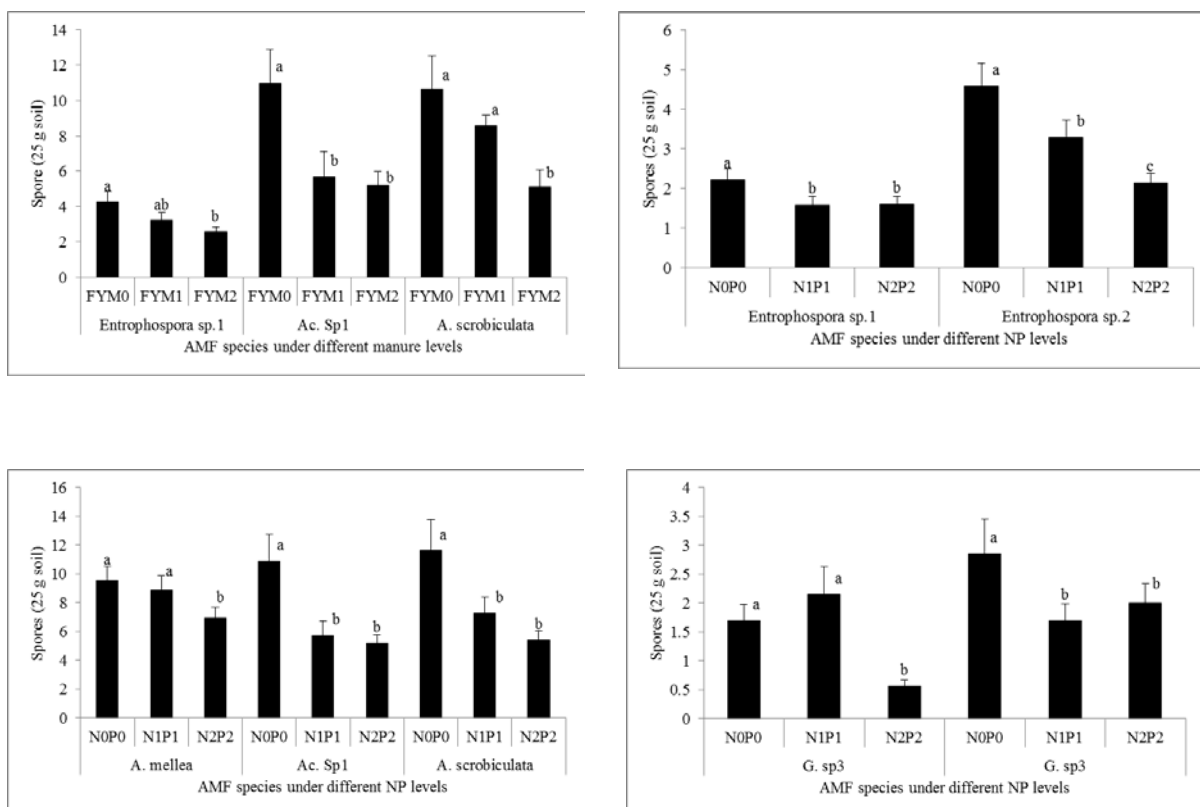 14
12
10
8
6
4
2
0
Spore (25 g soil)
a
ab
b
a
b
b
a
a
b
FYM0 FYM1 FYM2 FYM0 FYM1 FYM2 FYM0 FYM1 FYM2
Entrophospora sp.1 Ac. Sp1 A. scrobiculata
AMF species under different manure levels
6
5
4
3
2
1
0
Spores (25 g soil)
a
b
b
a
b
c
N0P0 N1P1 N2P2 N0P0 N1P1 N2P2
Entrophospora sp.1 Entrophospora sp.2
AMF species under different NP levels
16
14
12
10
8
6
4
2
0
Spores (25 g soil)
a
a
b
a
b
b
a
b
b
N0P0 N1P1 N2P2 N0P0 N1P1 N2P2 N0P0 N1P1 N2P2
A. mellea Ac. Sp1 A. scrobiculata
AMF species under different NP levels
4
3.5
3
2.5
2
1.5
1
0.5
0
Spores (25 g soil)
a
a
b
a
b
b
N0P0 N1P1 N2P2 N0P0 N1P1 N2P2
G. sp3 G. sp3
AMF species under different NP levels